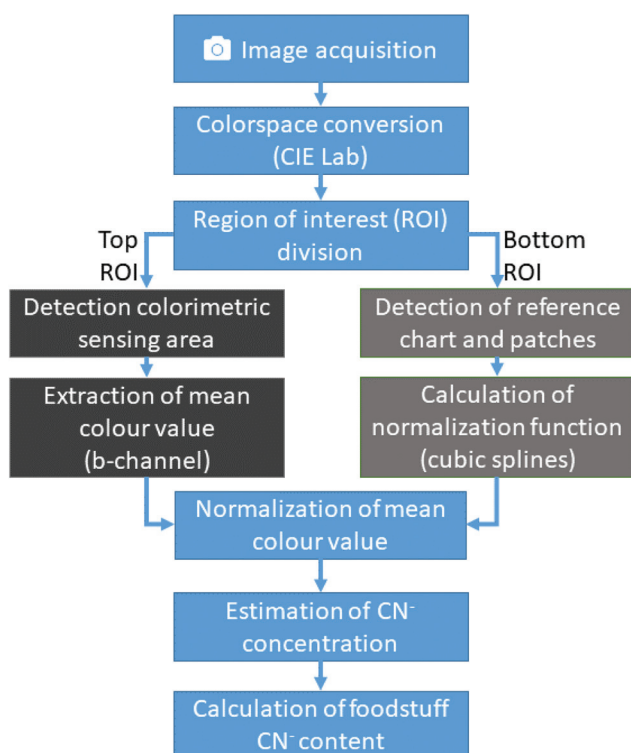 Image acquisition
Colorspace conversion
(CIE Lab)
Region of interest (ROI)
division
Top
ROI
Bottom
ROI
Detection colorimetric
sensing area
Detection of reference
chart and patches
Extraction of mean
colour value
(b-channel)
Calculation of
normalization function
(cubic splines)
Normalization of mean
colour value
Estimation of CN⁻
concentration
Calculation of foodstuff
CN⁻ content